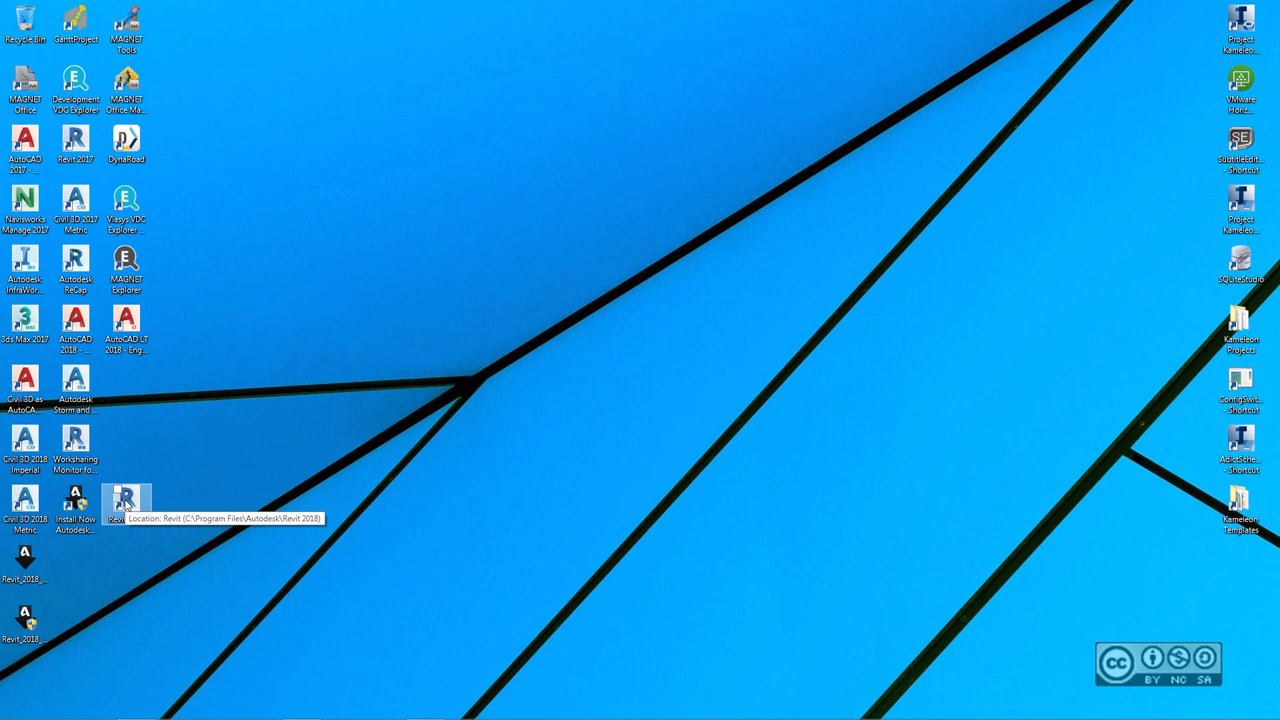 Recycle Bin
GanttProject
MAGNET
Tools
MAGNET
Office
Development
VDC Explorer
MAGNET
Office Ma...
AutoCAD
2017 - ...
Revit 2017
DynaRoad
Navisworks
Manage 2017
Civil 3D 2017
Metric
Viasys VDC
Explorer...
Autodesk
InfraWor...
Autodesk
ReCap
MAGNET
Explorer
3ds Max 2017
AutoCAD
2018 - ...
AutoCAD LT
2018 - Eng...
Civil 3D as
AutoCA...
Autodesk
Storm and ...
Civil 3D 2018
Imperial
Worksharing
Monitor fo...
Civil 3D 2018
Metric
Install Now
Autodesk...
Location: Revit (C:\Program Files\Autodesk\Revit 2018)
Revit_2018_...
Revit_2018_...
Project
Kameleo...
VMware
Horiz...
SubtitleEdit...
- Shortcut
Project
Kameleo...
SQLiteStudio
Kameleon
Projects
ConfigSwit...
- Shortcut
AdictSche...
- Shortcut
Kameleon
Templates
cc
BY NC SA